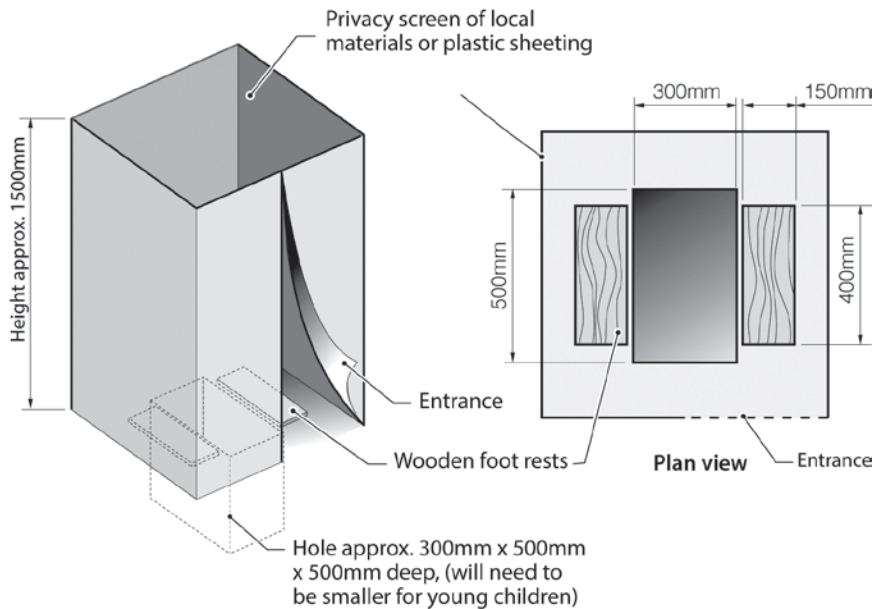 Privacy screen of local
materials or plastic sheeting
Height approx. 1500mm
Entrance
Wooden foot rests
Hole approx. 300mm x 500mm
x 500mm deep, (will need to
be smaller for young children)
300mm
150mm
500mm
400mm
Plan view
Entrance